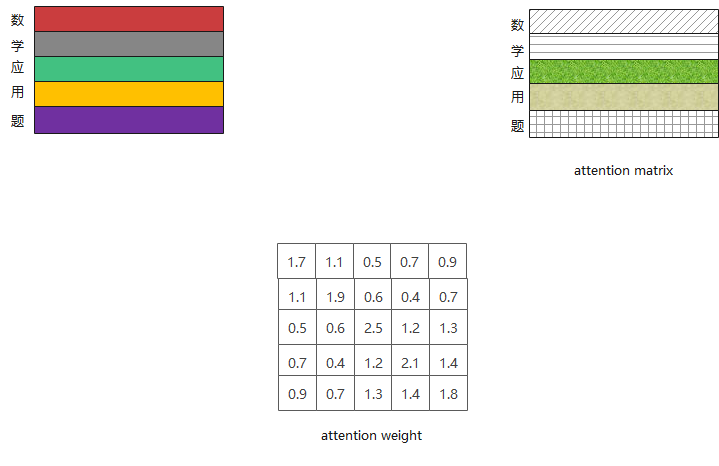 数
学
应
用
题
数
学
应
用
题
attention matrix
1.7 1.1 0.5 0.7 0.9
1.1 1.9 0.6 0.4 0.7
0.5 0.6 2.5 1.2 1.3
0.7 0.4 1.2 2.1 1.4
0.9 0.7 1.3 1.4 1.8
attention weight